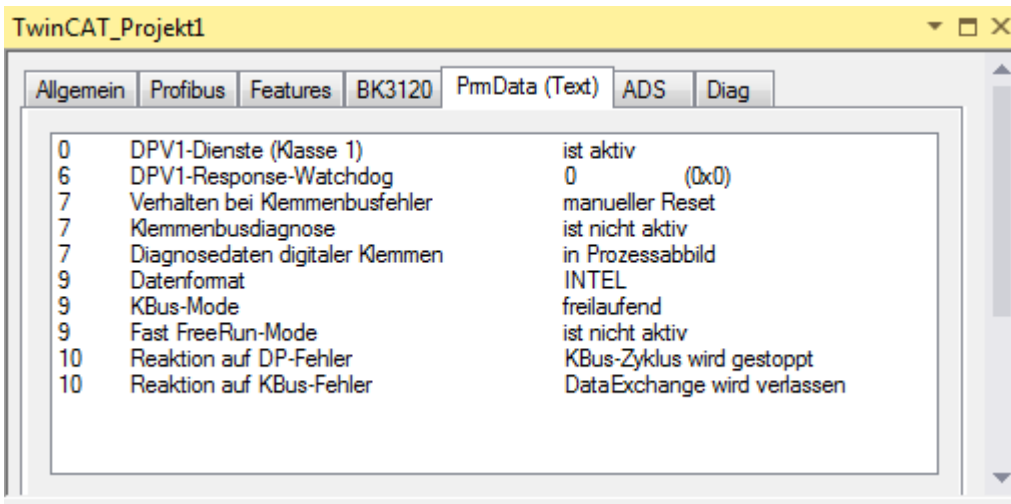 TwinCAT_Projekt1
Allgemein Profibus Features BK3120 PrmData (Text) ADS Diag
0 DPV1-Dienste (Klasse 1) ist aktiv
6 DPV1-Response-Watchdog 0 (0x0)
7 Verhalten bei Klemmenbusfehler manueller Reset
7 Klemmenbusdiagnose ist nicht aktiv
7 Diagnosedaten digitaler Klemmen in Prozessabbild
9 Datenformat INTEL
9 KBus-Mode freilaufend
9 Fast FreeRun-Mode ist nicht aktiv
10 Reaktion auf DP-Fehler KBus-Zyklus wird gestoppt
10 Reaktion auf KBus-Fehler DataExchange wird verlassen